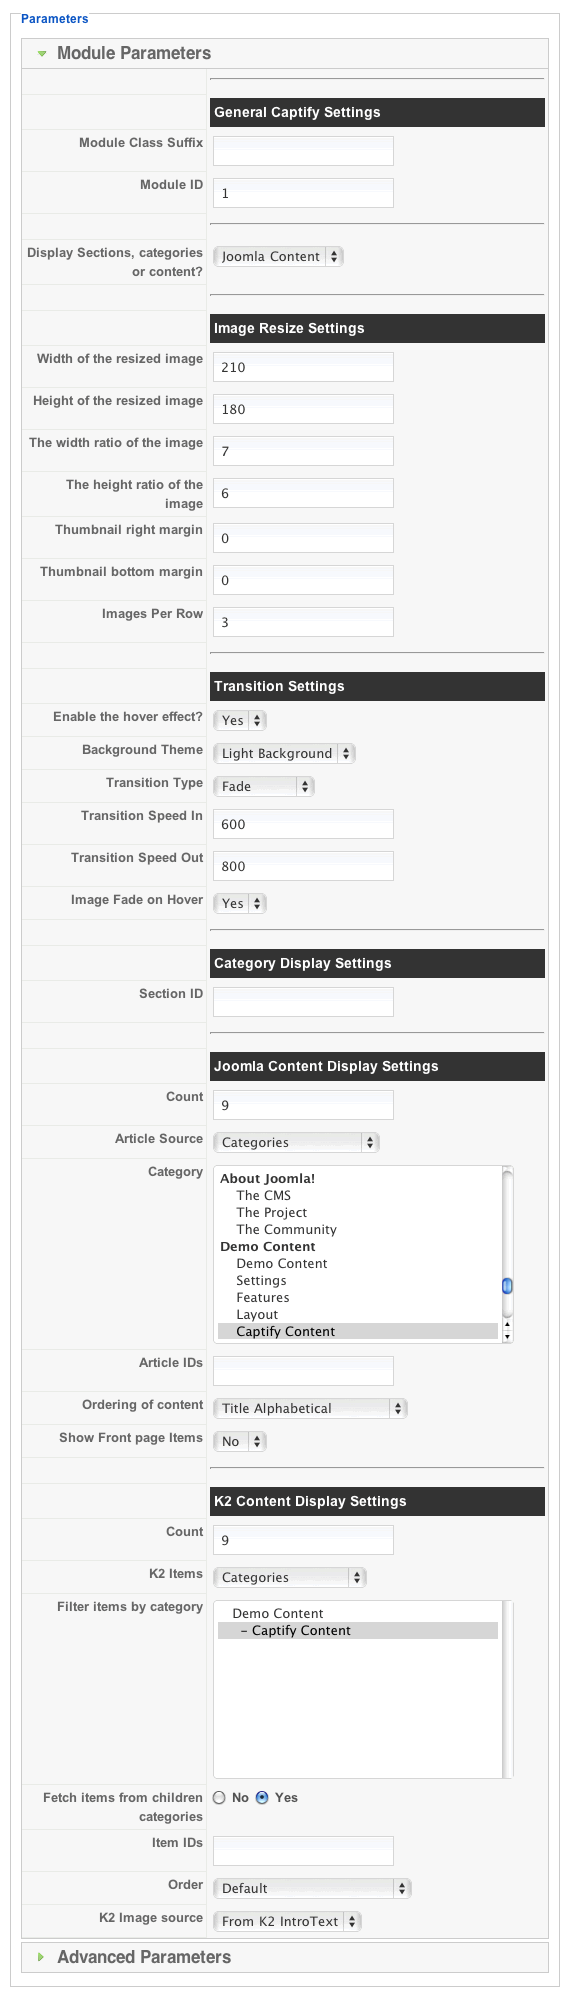 Parameters
Module Parameters
General Captify Settings
Module Class Suffix
Module ID
1
Display Sections, categories
or content?
Joomla Content
Image Resize Settings
Width of the resized image
210
Height of the resized image
180
The width ratio of the image
7
The height ratio of the
image
6
Thumbnail right margin
0
Thumbnail bottom margin
0
Images Per Row
3
Transition Settings
Enable the hover effect?
Yes
Background Theme
Light Background
Transition Type
Fade
Transition Speed In
600
Transition Speed Out
800
Image Fade on Hover
Yes
Category Display Settings
Section ID
Joomla Content Display Settings
Count
9
Article Source
Categories
Category
About Joomla!
The CMS
The Project
The Community
Demo Content
Demo Content
Settings
Features
Layout
Captify Content
Article IDs
Ordering of content
Title Alphabetical
Show Front page Items
No
K2 Content Display Settings
Count
9
K2 Items
Categories
Filter items by category
Demo Content
– Captify Content
Fetch items from children
categories
No Yes
Item IDs
Order
Default
K2 Image source
From K2 IntroText
Advanced Parameters